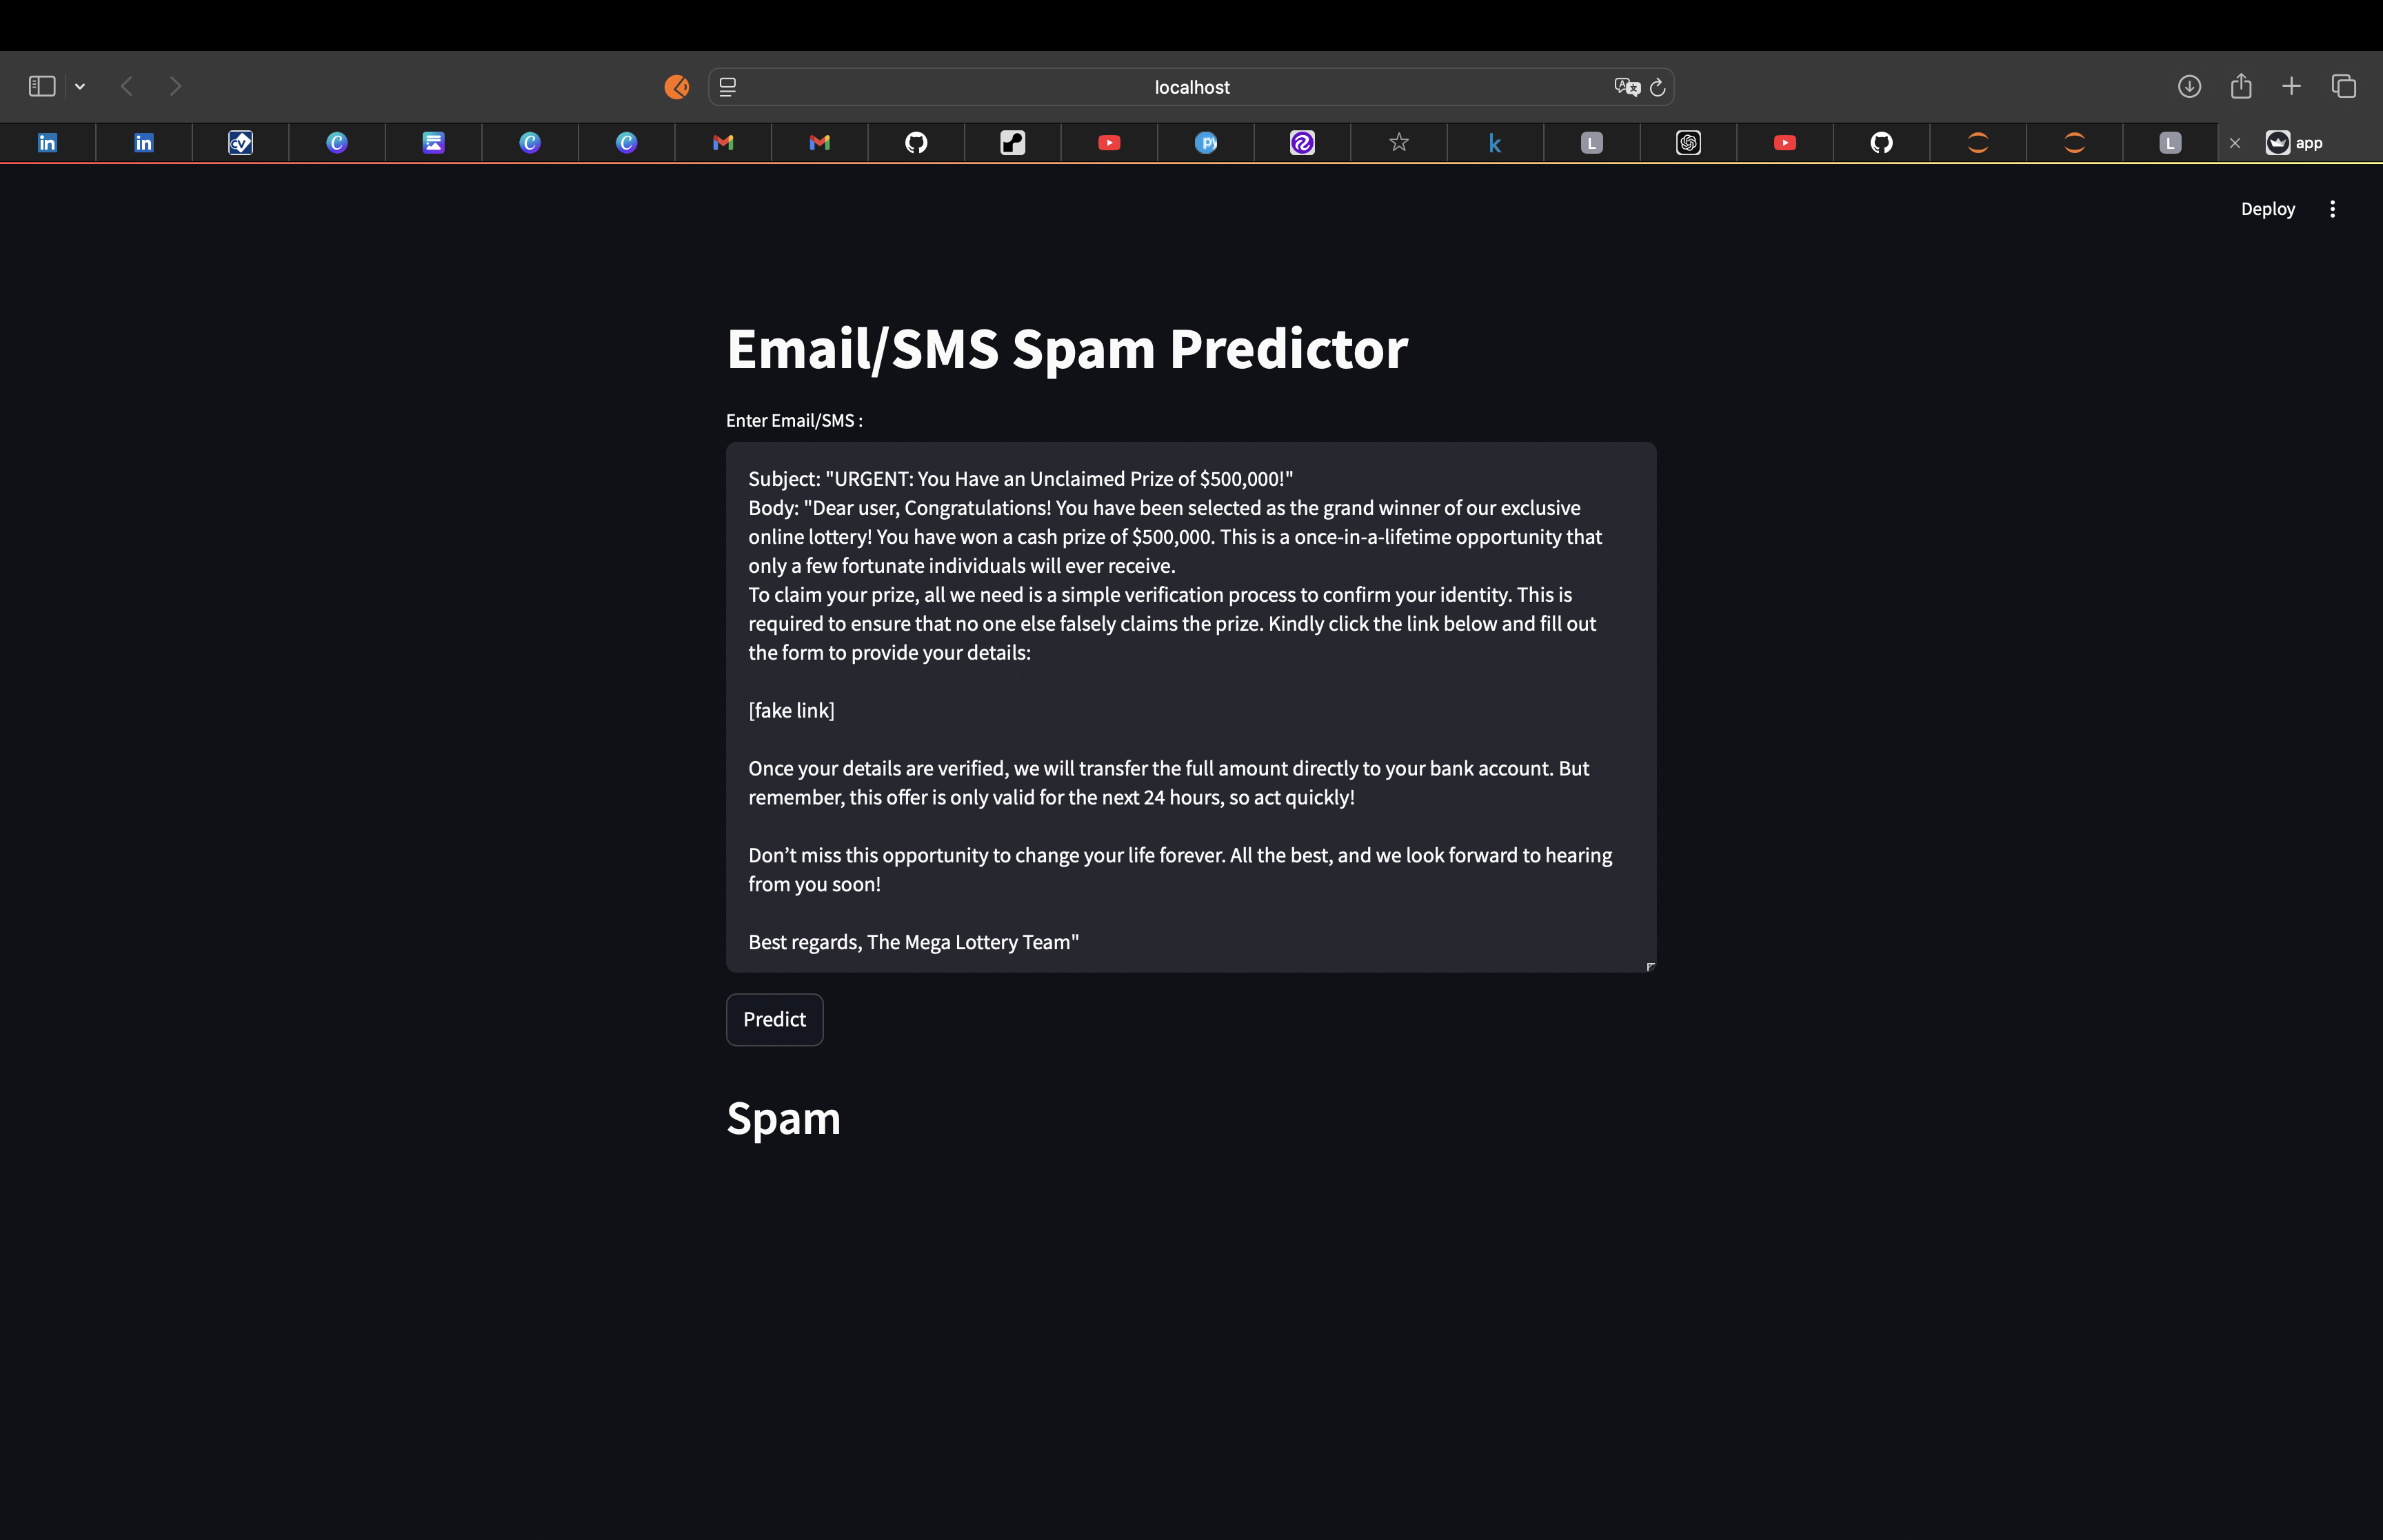 localhost
app
Deploy
Email/SMS Spam Predictor
Enter Email/SMS :
Subject: "URGENT: You Have an Unclaimed Prize of $500,000!"
Body: "Dear user, Congratulations! You have been selected as the grand winner of our exclusive
online lottery! You have won a cash prize of $500,000. This is a once-in-a-lifetime opportunity that
only a few fortunate individuals will ever receive.
To claim your prize, all we need is a simple verification process to confirm your identity. This is
required to ensure that no one else falsely claims the prize. Kindly click the link below and fill out
the form to provide your details:
[fake link]
Once your details are verified, we will transfer the full amount directly to your bank account. But
remember, this offer is only valid for the next 24 hours, so act quickly!
Don’t miss this opportunity to change your life forever. All the best, and we look forward to hearing
from you soon!
Best regards, The Mega Lottery Team"
Predict
Spam